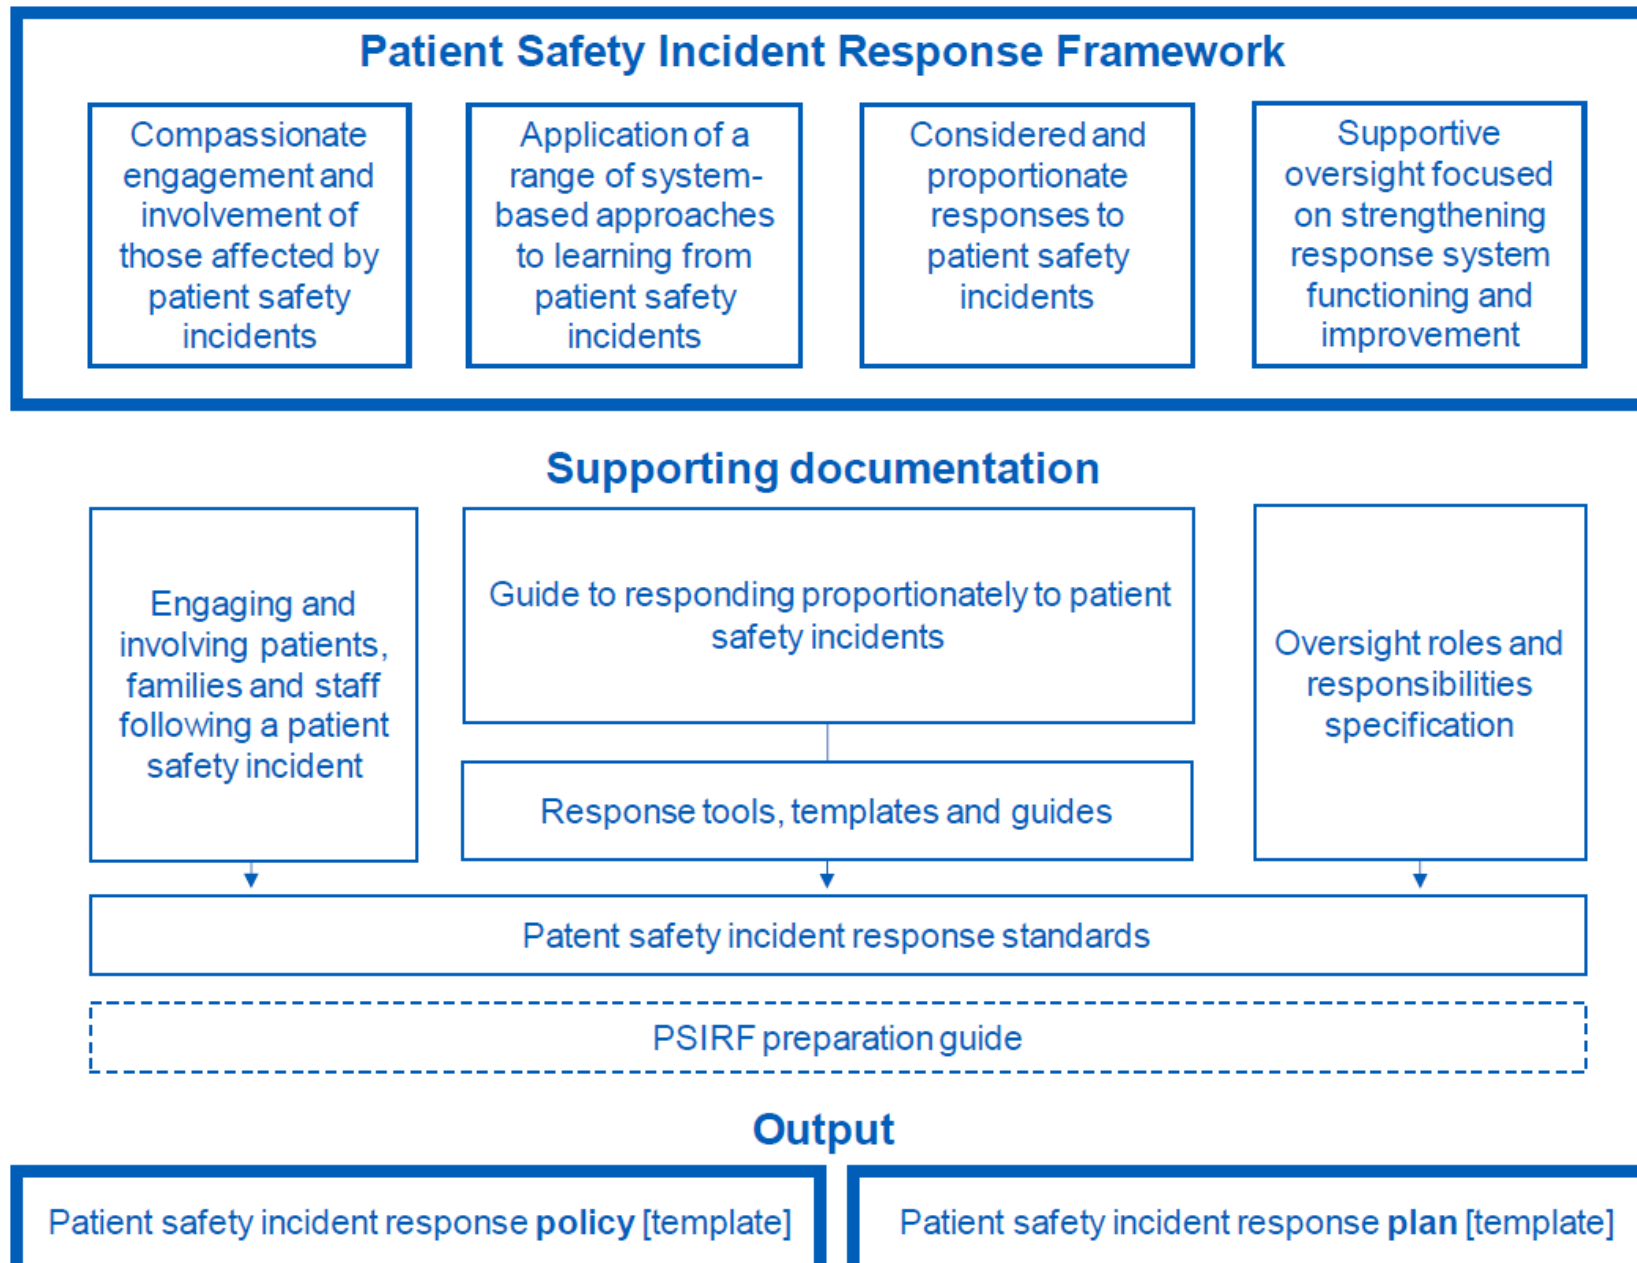 Patient Safety Incident Response Framework
Compassionate
engagement and
involvement of
those affected by
patient safety
incidents
Application of a
range of system-
based approaches
to learning from
patient safety
incidents
Considered and
proportionate
responses to
patient safety
incidents
Supportive
oversight focused
on strengthening
response system
functioning and
improvement
Supporting documentation
Engaging and
involving patients,
families and staff
following a patient
safety incident
Guide to responding proportionately to patient
safety incidents
Response tools, templates and guides
Oversight roles and
responsibilities
specification
Patent safety incident response standards
PSIRF preparation guide
Output
Patient safety incident response policy [template]
Patient safety incident response plan [template]